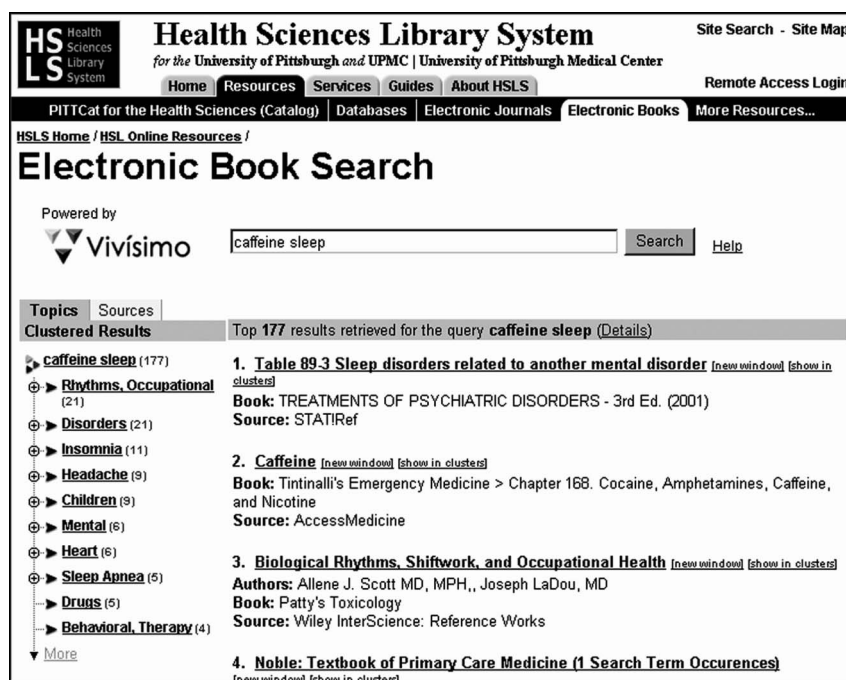 HSLS Health Sciences Library System
Health Sciences Library System
for the University of Pittsburgh and UPMC | University of Pittsburgh Medical Center
Site Search - Site Map
Home Resources Services Guides About HSLS
Remote Access Login
PITTCat for the Health Sciences (Catalog) | Databases | Electronic Journals Electronic Books More Resources...
HSLS Home / HSL Online Resources /
Electronic Book Search
Powered by
Vivísimo
caffeine sleep
Search
Help
Topics Sources
Clustered Results
caffeine sleep (177)
Rhythms, Occupational
(21)
Disorders (21)
Insomnia (11)
Headache (9)
Children (9)
Mental (6)
Heart (6)
Sleep Apnea (5)
Drugs (5)
Behavioral, Therapy (4)
More
Top 177 results retrieved for the query caffeine sleep (Details)
1. Table 89-3 Sleep disorders related to another mental disorder [new window] [show in
clusters]
Book: TREATMENTS OF PSYCHIATRIC DISORDERS - 3rd Ed. (2001)
Source: STAT!Ref
2. Caffeine [new window] [show in clusters]
Book: Tintinalli's Emergency Medicine > Chapter 168. Cocaine, Amphetamines, Caffeine,
and Nicotine
Source: AccessMedicine
3. Biological Rhythms, Shiftwork, and Occupational Health [new window] [show in clusters]
Authors: Allene J. Scott MD, MPH,, Joseph LaDou, MD
Book: Patty's Toxicology
Source: Wiley InterScience: Reference Works
4. Noble: Textbook of Primary Care Medicine (1 Search Term Occurences)
[new window] [show in clusters]